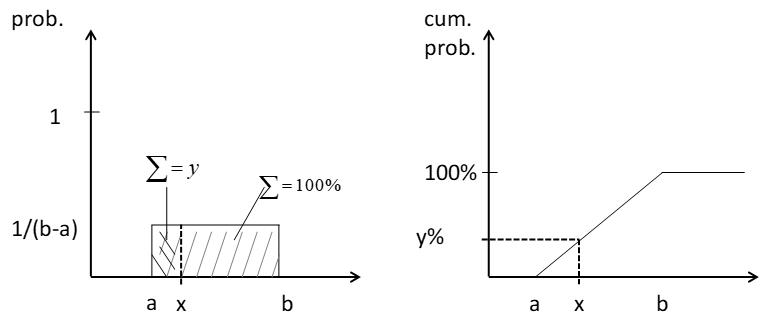 prob.
1
∑ = y
∑ = 100%
1/(b-a)
a x b
cum.
prob.
100%
y%
a x b